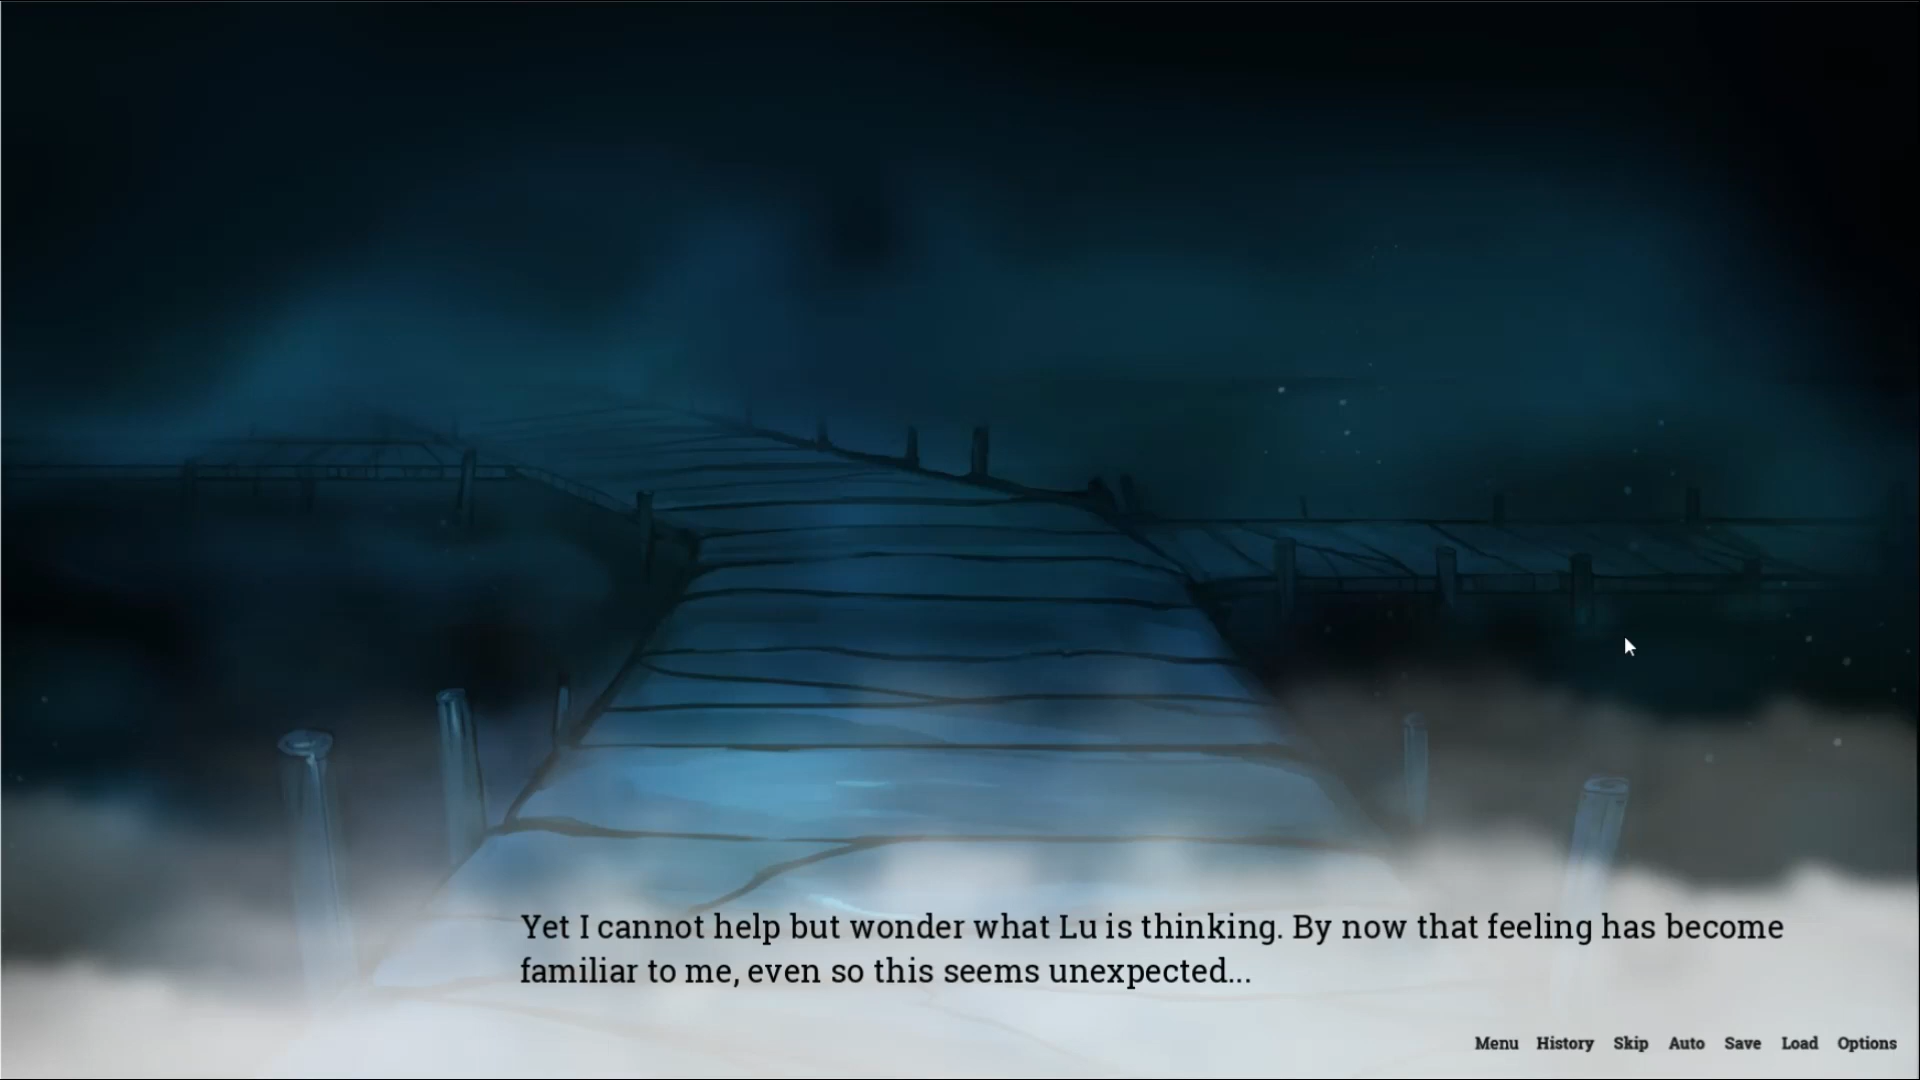 Yet I cannot help but wonder what Lu is thinking. By now that feeling has become
familiar to me, even so this seems unexpected...
Menu History Skip Auto Save Load Options